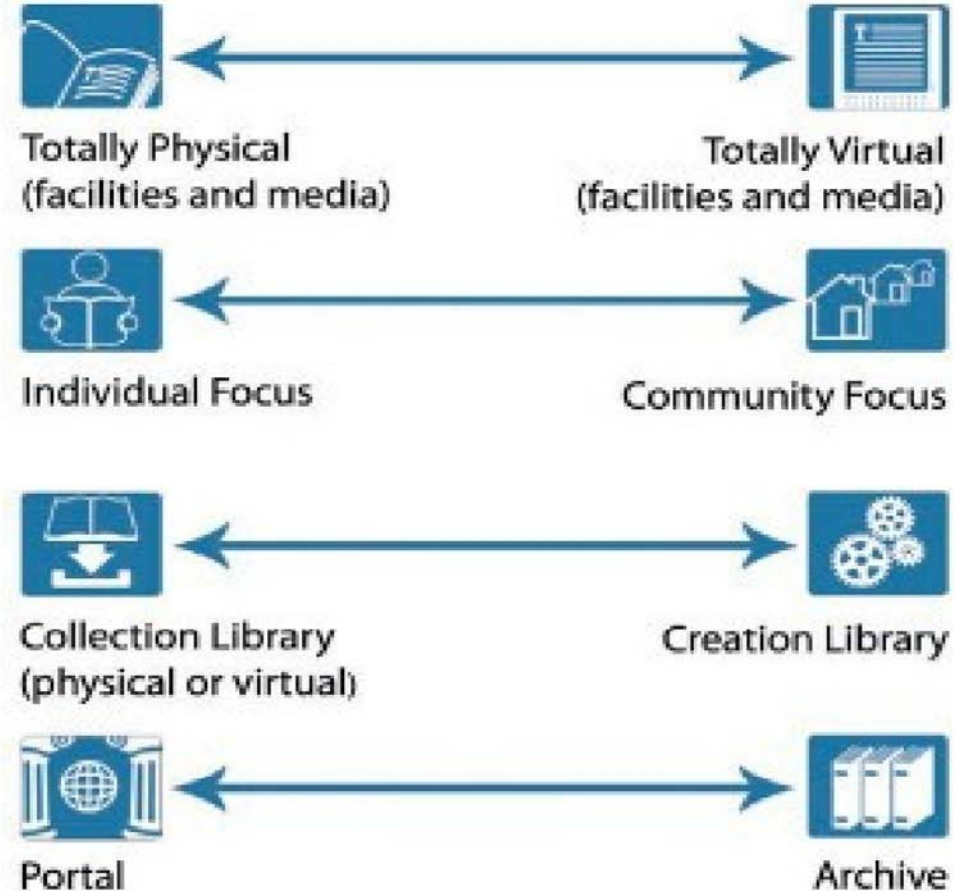 Totally Physical
(facilities and media)
Totally Virtual
(facilities and media)
Individual Focus
Community Focus
Collection Library
(physical or virtual)
Creation Library
Portal
Archive